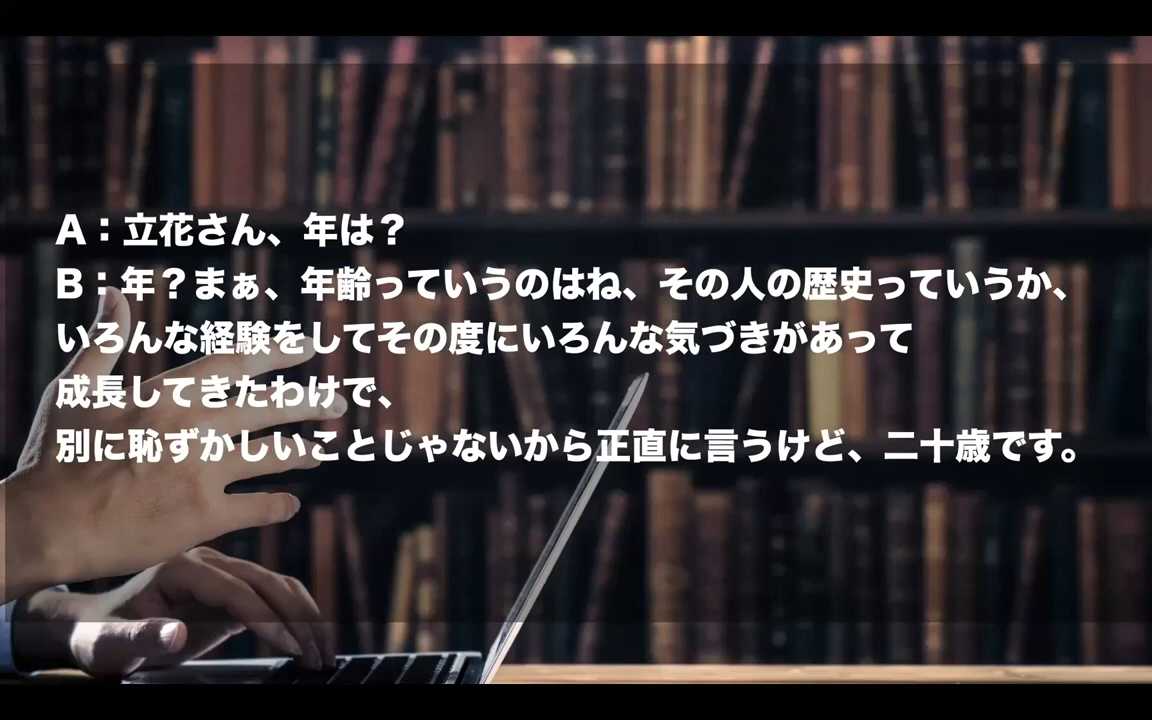 A：立花さん、年は？
B：年？まぁ、年齢っていうのはね、その人の歴史っていうか、
いろんな経験をしてその度にいろんな気づきがあって
成長してきたわけで、
別に恥ずかしいことじゃないから正直に言うけど、二十歳です。